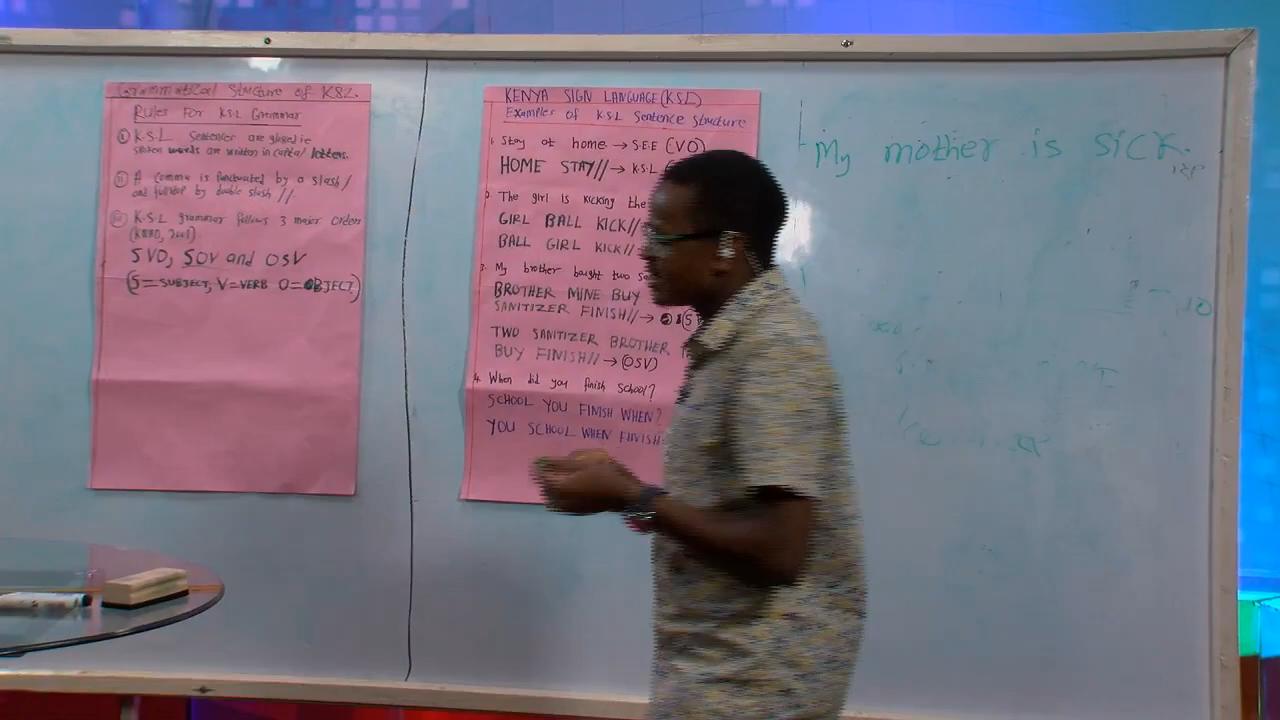 Grammatical Structure of KSL.
RULES FOR KSL Grammar
(i) K.S.L Sentences are glosed ie
spoken words are written in capital letters.
(ii) A comma is punctuated by a slash/
and fullstop by double slash //.
(iii) K.S.L grammar follows 3 major orders
SVO, SOV and OSV
(S=SUBJECT, V=VERB O=OBJECT)
KENYA SIGN LANGUAGE (KSL)
Examples of K.S.L Sentence Structure
1. Stay at home → S.E.E (VO)
HOME STAY// → K.S.L
2. The girl is kicking the
GIRL BALL KICK//
BALL GIRL KICK//
3. My brother bought two
BROTHER MINE BUY
SANITIZER FINISH// →
TWO SANITIZER BROTHER
BUY FINISH// → (OSV)
4. When did you finish school?
SCHOOL YOU FINISH WHEN?
YOU SCHOOL WHEN FINISH
My mother is sick.